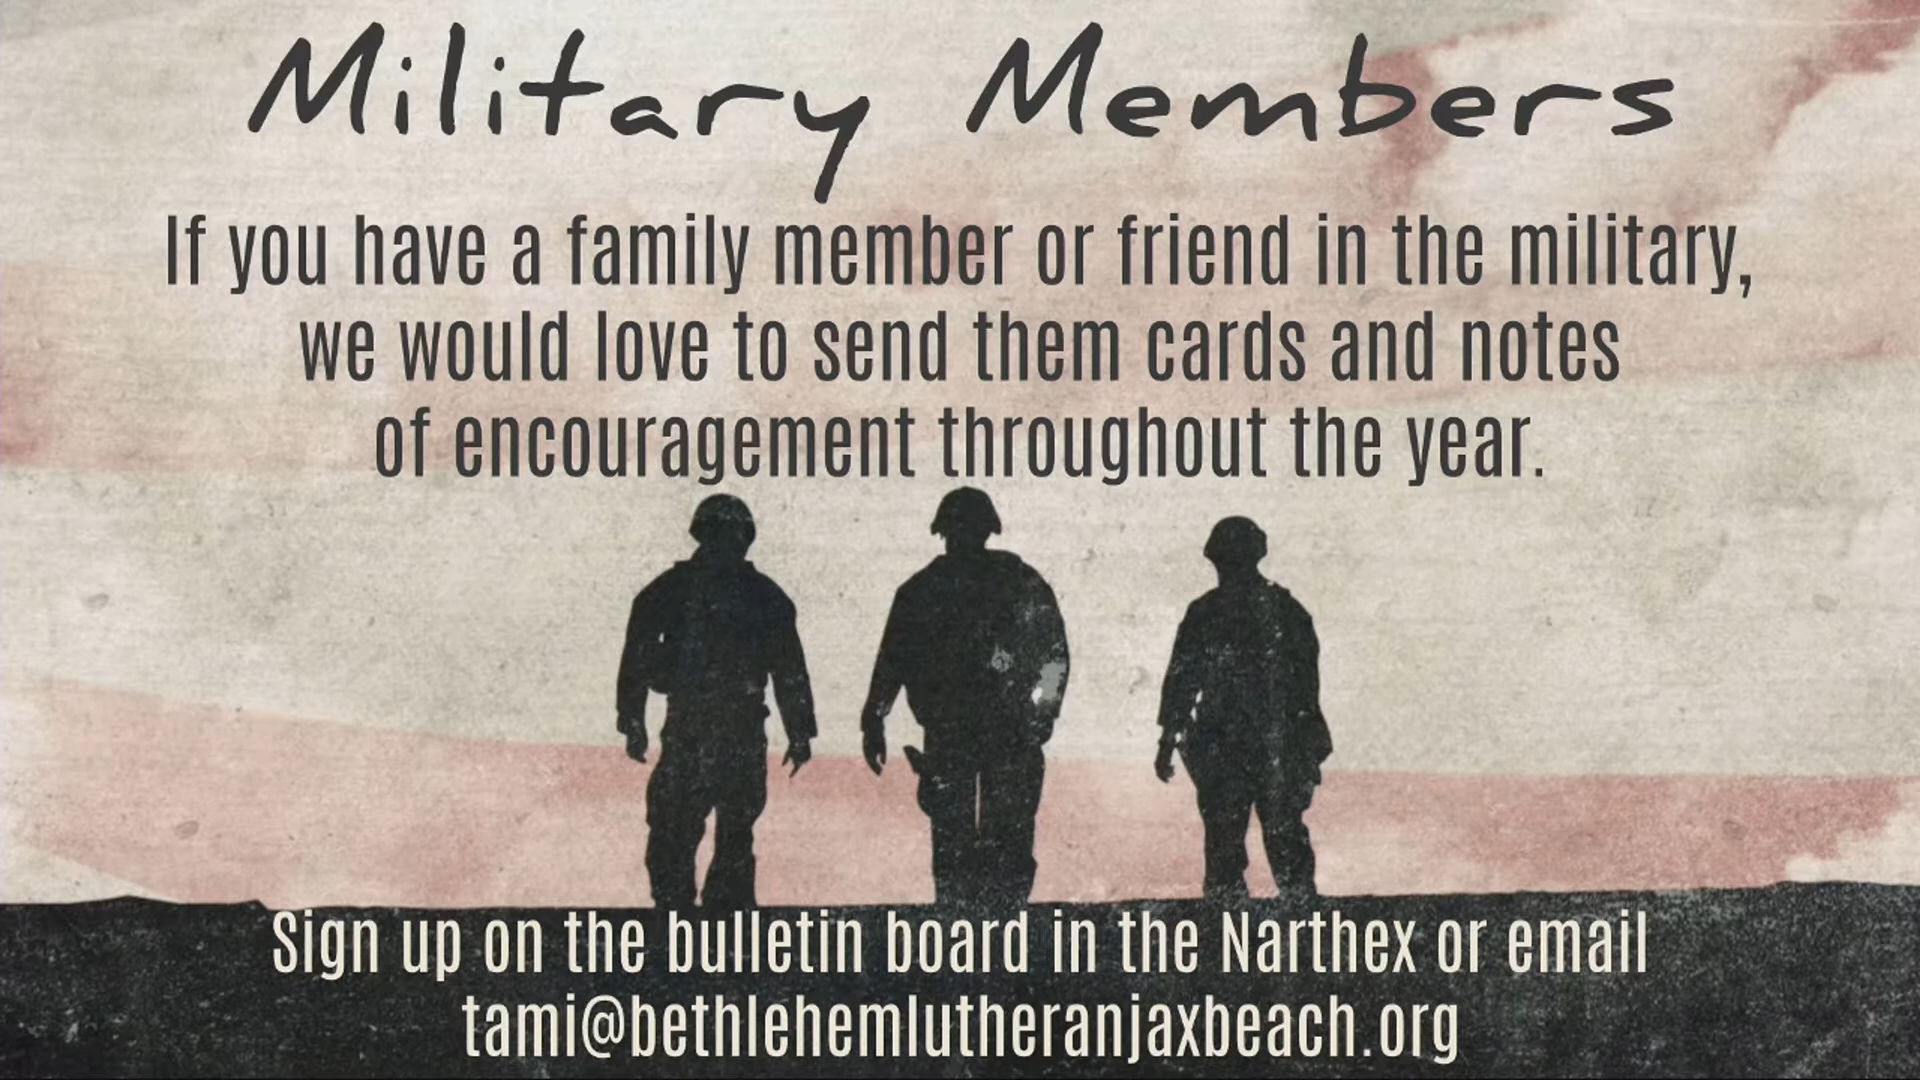 Military Members
If you have a family member or friend in the military,
we would love to send them cards and notes
of encouragement throughout the year.
Sign up on the bulletin board in the Narthex or email
tami@bethlehemlutheranjaxbeach.org